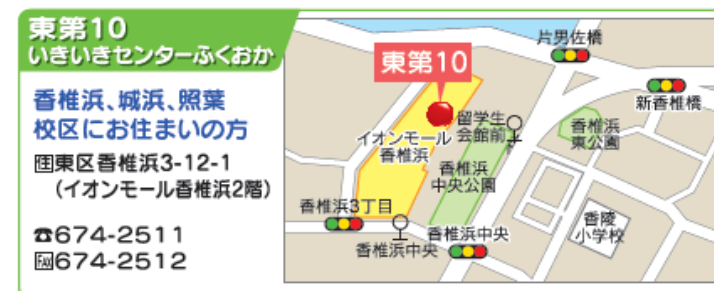 東第10
いきいきセンターふくおか
香椎浜、城浜、照葉
校区にお住まいの方
住東区香椎浜3-12-1
(イオンモール香椎浜2階)
☎674-2511
FAX674-2512
東第10
片男佐橋
新香椎橋
留学生
会館前
イオンモール
香椎浜
香椎浜
東公園
香椎浜
中央公園
香椎浜3丁目
香椎浜中央
香椎浜中央
香陵
小学校